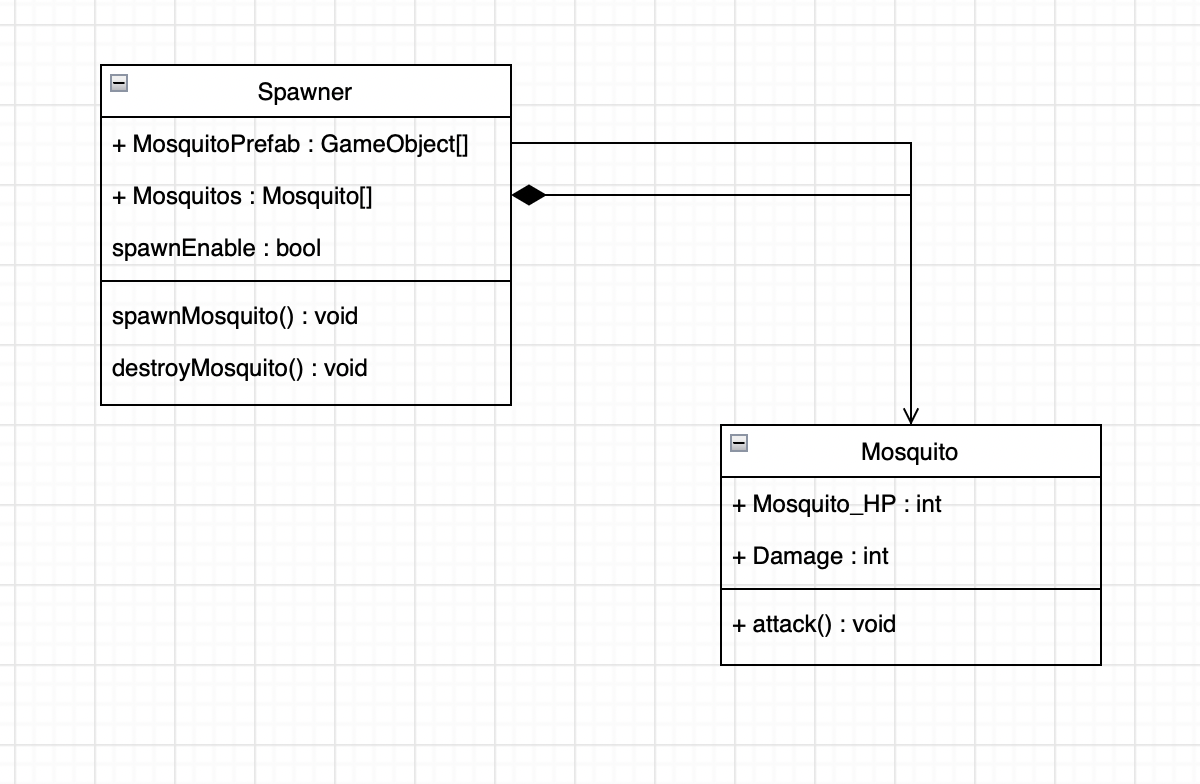 Spawner
+ MosquitoPrefab : GameObject[]
+ Mosquitos : Mosquito[]
spawnEnable : bool
spawnMosquito() : void
destroyMosquito() : void
Mosquito
+ Mosquito_HP : int
+ Damage : int
+ attack() : void